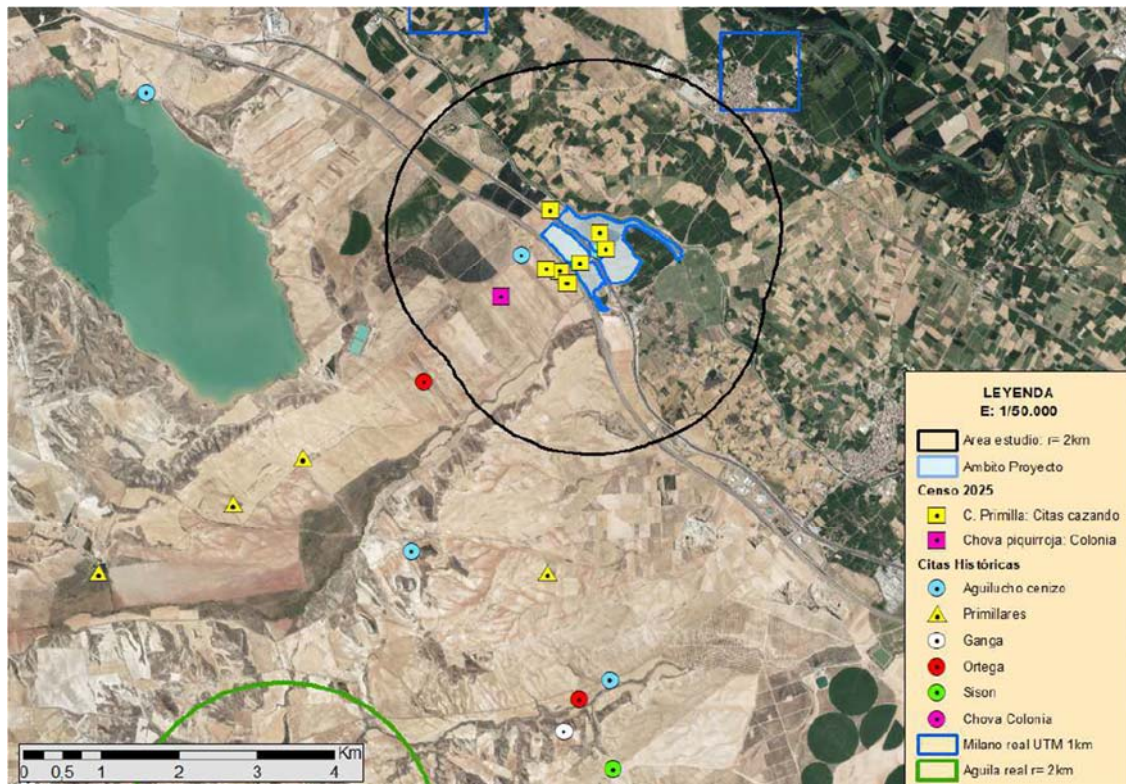 LEYENDA
E: 1/50.000
Area estudio: r= 2km
Ambito Proyecto
Censo 2025
C. Primilla: Citas cazando
Chova piquirroja: Colonia
Citas Históricas
Aguilucho cenizo
Primillares
Ganga
Ortega
Sison
Chova Colonia
Milano real UTM 1km
Aguila real r= 2km
Km
0 0,5 1 2 3 4